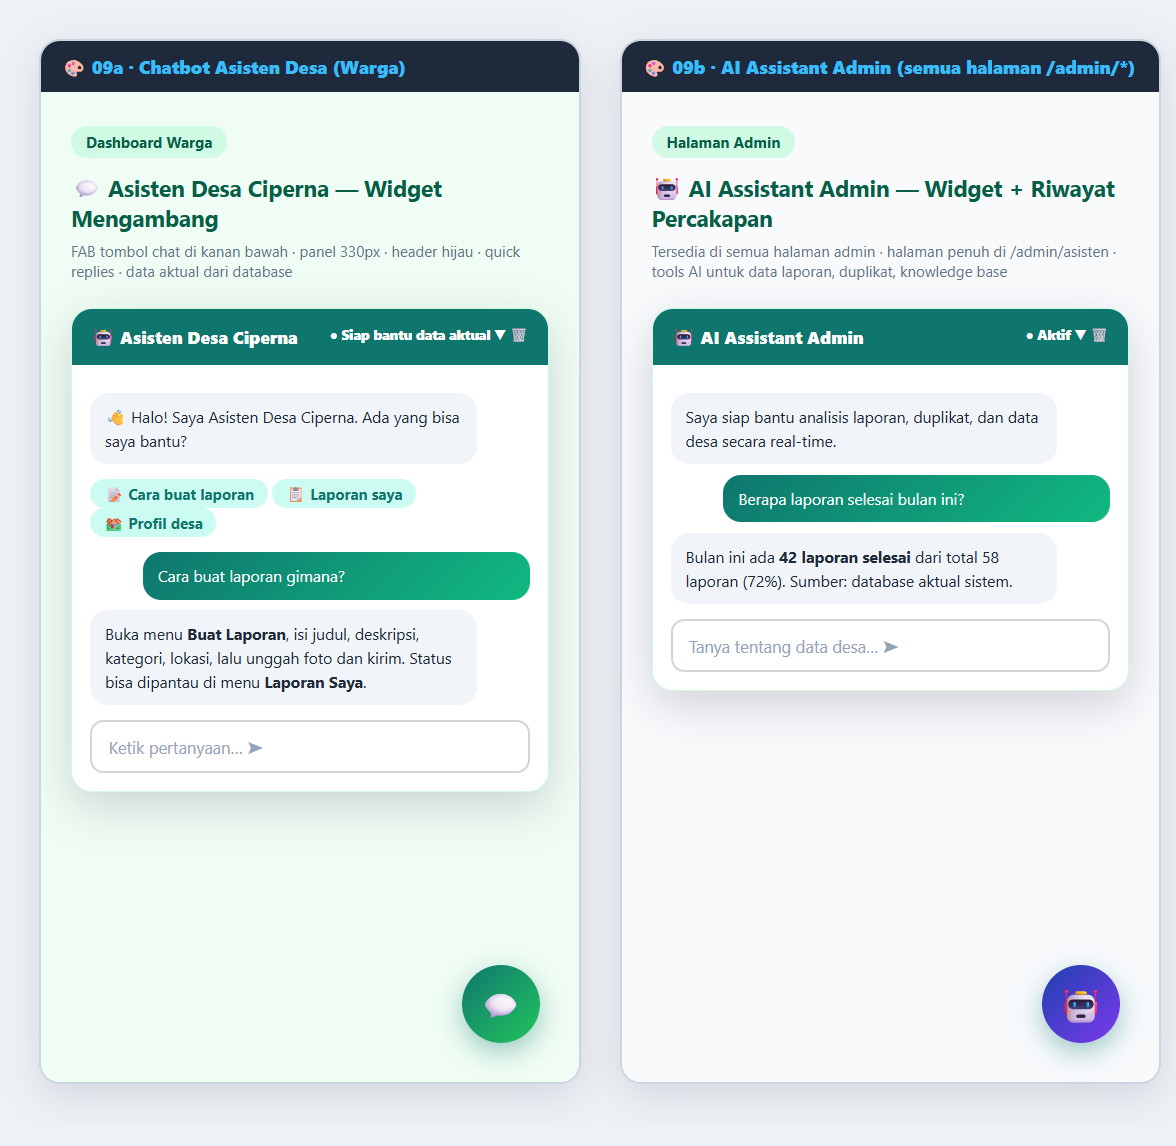 🎨 09a · Chatbot Asisten Desa (Warga)
Dashboard Warga
💬 Asisten Desa Ciperna — Widget
Mengambang
FAB tombol chat di kanan bawah · panel 330px · header hijau · quick
replies · data aktual dari database
🤖 Asisten Desa Ciperna
● Siap bantu data aktual ▼ 🗑️
👋 Halo! Saya Asisten Desa Ciperna. Ada yang bisa
saya bantu?
📝 Cara buat laporan
📋 Laporan saya
🏘️ Profil desa
Cara buat laporan gimana?
Buka menu Buat Laporan, isi judul, deskripsi,
kategori, lokasi, lalu unggah foto dan kirim. Status
bisa dipantau di menu Laporan Saya.
Ketik pertanyaan... ➤
🎨 09b · AI Assistant Admin (semua halaman /admin/*)
Halaman Admin
🤖 AI Assistant Admin — Widget + Riwayat
Percakapan
Tersedia di semua halaman admin · halaman penuh di /admin/asisten ·
tools AI untuk data laporan, duplikat, knowledge base
🤖 AI Assistant Admin
● Aktif ▼ 🗑️
Saya siap bantu analisis laporan, duplikat, dan data
desa secara real-time.
Berapa laporan selesai bulan ini?
Bulan ini ada 42 laporan selesai dari total 58
laporan (72%). Sumber: database aktual sistem.
Tanya tentang data desa... ➤